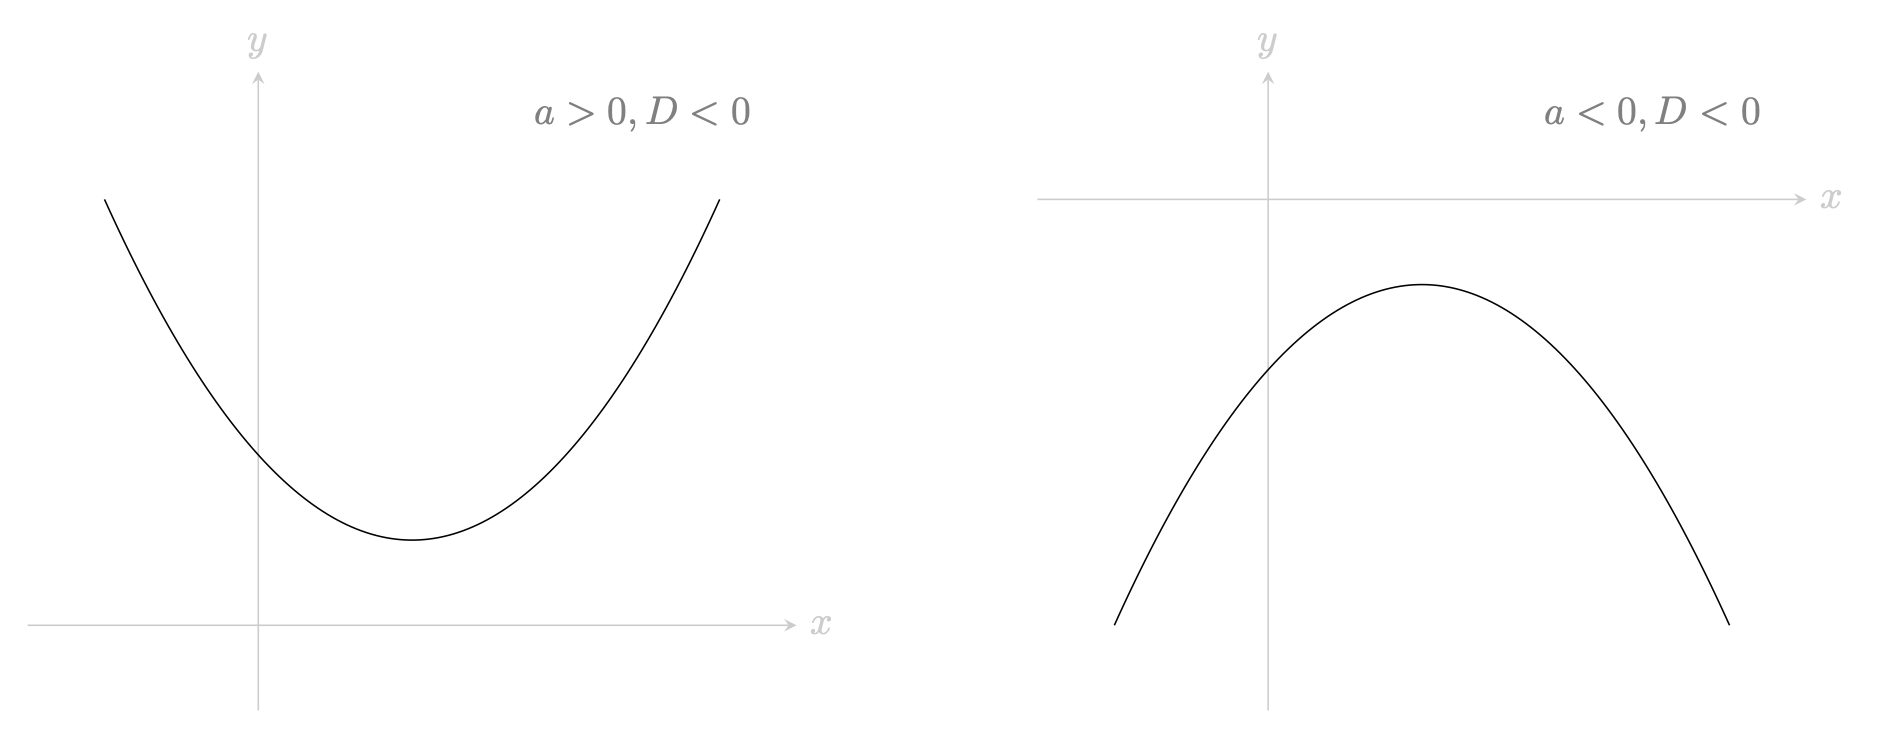 y
a > 0, D < 0
x
y
a < 0, D < 0
x